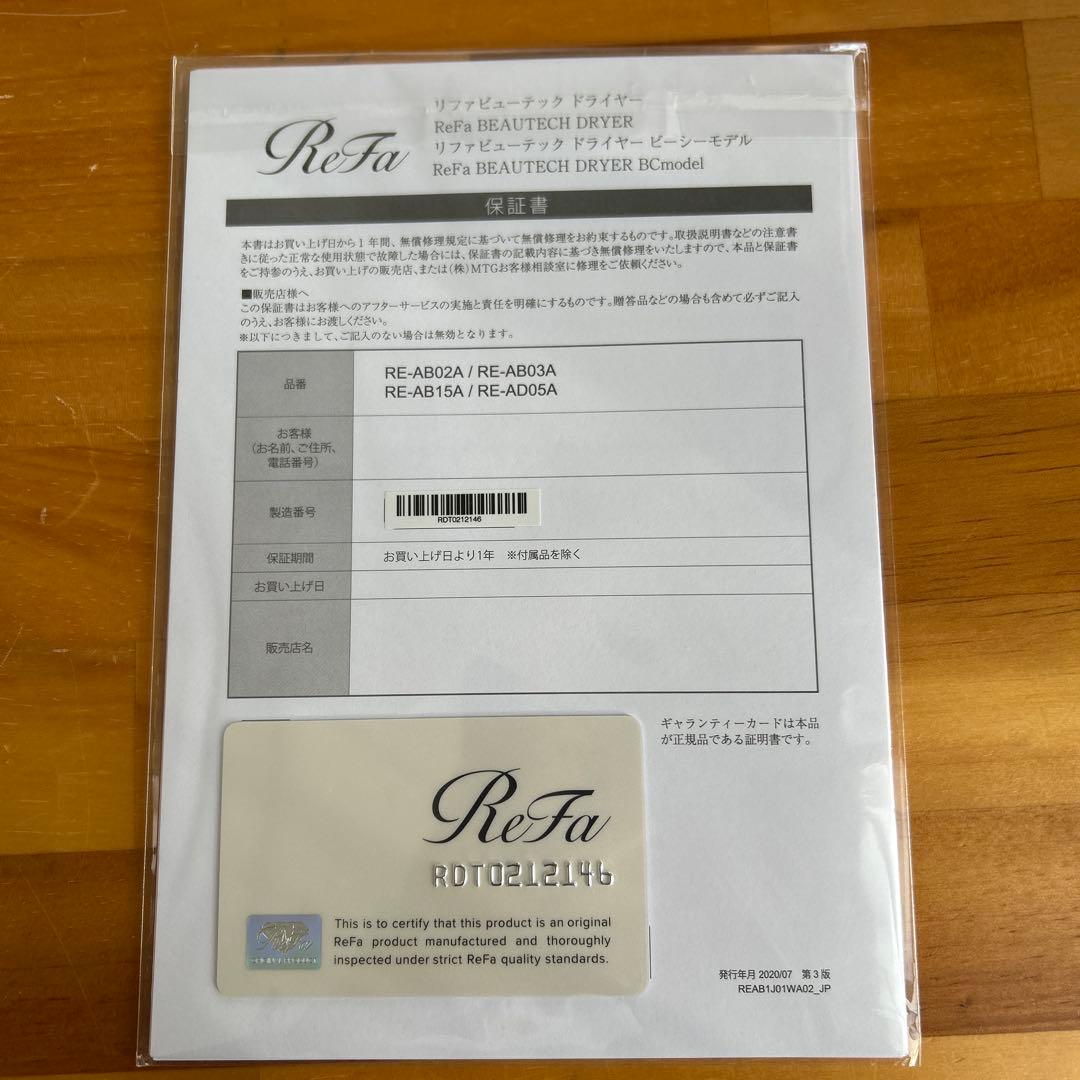 ReFa
リファビューテック ドライヤー
ReFa BEAUTECH DRYER
リファビューテック ドライヤー ビーシーモデル
ReFa BEAUTECH DRYER BCmodel
保証書
本書はお買い上げ日から1年間、無償修理規定に基づいて無償修理をお約束するものです。取扱説明書などの注意書
きに従った正常な使用状態で故障した場合には、保証書の記載内容に基づき無償修理をいたしますので、本品と保証書
をご持参のうえ、お買い上げの販売店、または(株)MTGお客様相談室に修理をご依頼ください。
■販売店様へ
この保証書はお客様へのアフターサービスの実施と責任を明確にするものです。贈答品などの場合も含めて必ずご記入
のうえ、お客様にお渡しください。
※以下につきまして、ご記入のない場合は無効となります。
品番
RE-AB02A / RE-AB03A
RE-AB15A / RE-AD05A
お客様
(お名前、ご住所、
電話番号)
製造番号
RDT0212146
保証期間
お買い上げ日より1年 ※付属品を除く
お買い上げ日
販売店名
ギャランティーカードは本品
が正規品である証明書です。
ReFa
RDT0212146
This is to certify that this product is an original
ReFa product manufactured and thoroughly
inspected under strict ReFa quality standards.
発行年月 2020/07 第3版
REAB1J01WA02_JP